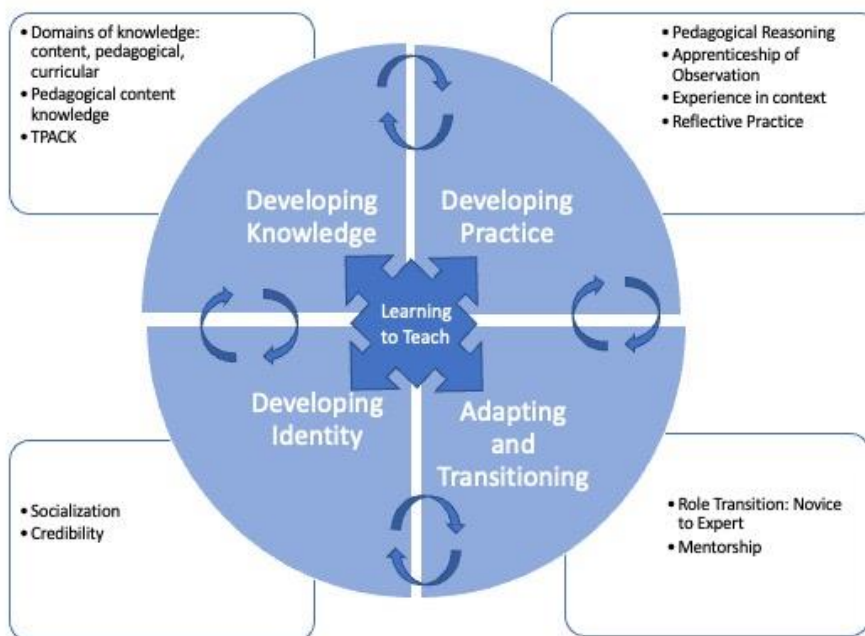 • Domains of knowledge:
content, pedagogical,
curricular
• Pedagogical content
knowledge
• TPACK
• Pedagogical Reasoning
• Apprenticeship of
Observation
• Experience in context
• Reflective Practice
Developing
Knowledge
Developing
Practice
Learning
to Teach
Developing
Identity
Adapting
and
Transitioning
• Socialization
• Credibility
• Role Transition: Novice
to Expert
• Mentorship